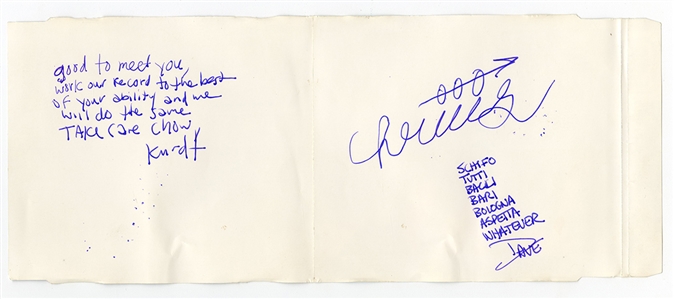 good to meet you,
work our record to the best
of your ability and we
will do the same
TAKE care chow,
Kurdt
SCHIFO
TUTTI
BACCI
BARI
BOLOGNA
ASPETTA
WHATEVER
DAVE